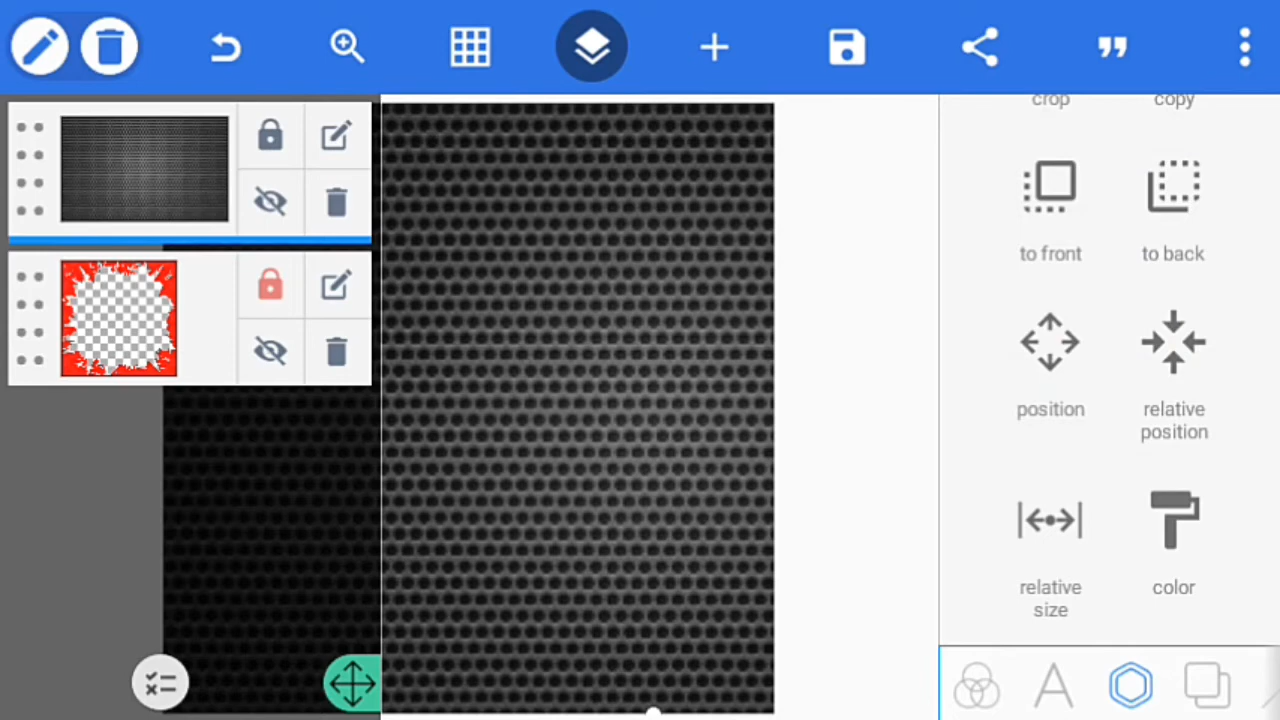 crop
copy
to front
to back
position
relative
position
relative
size
color